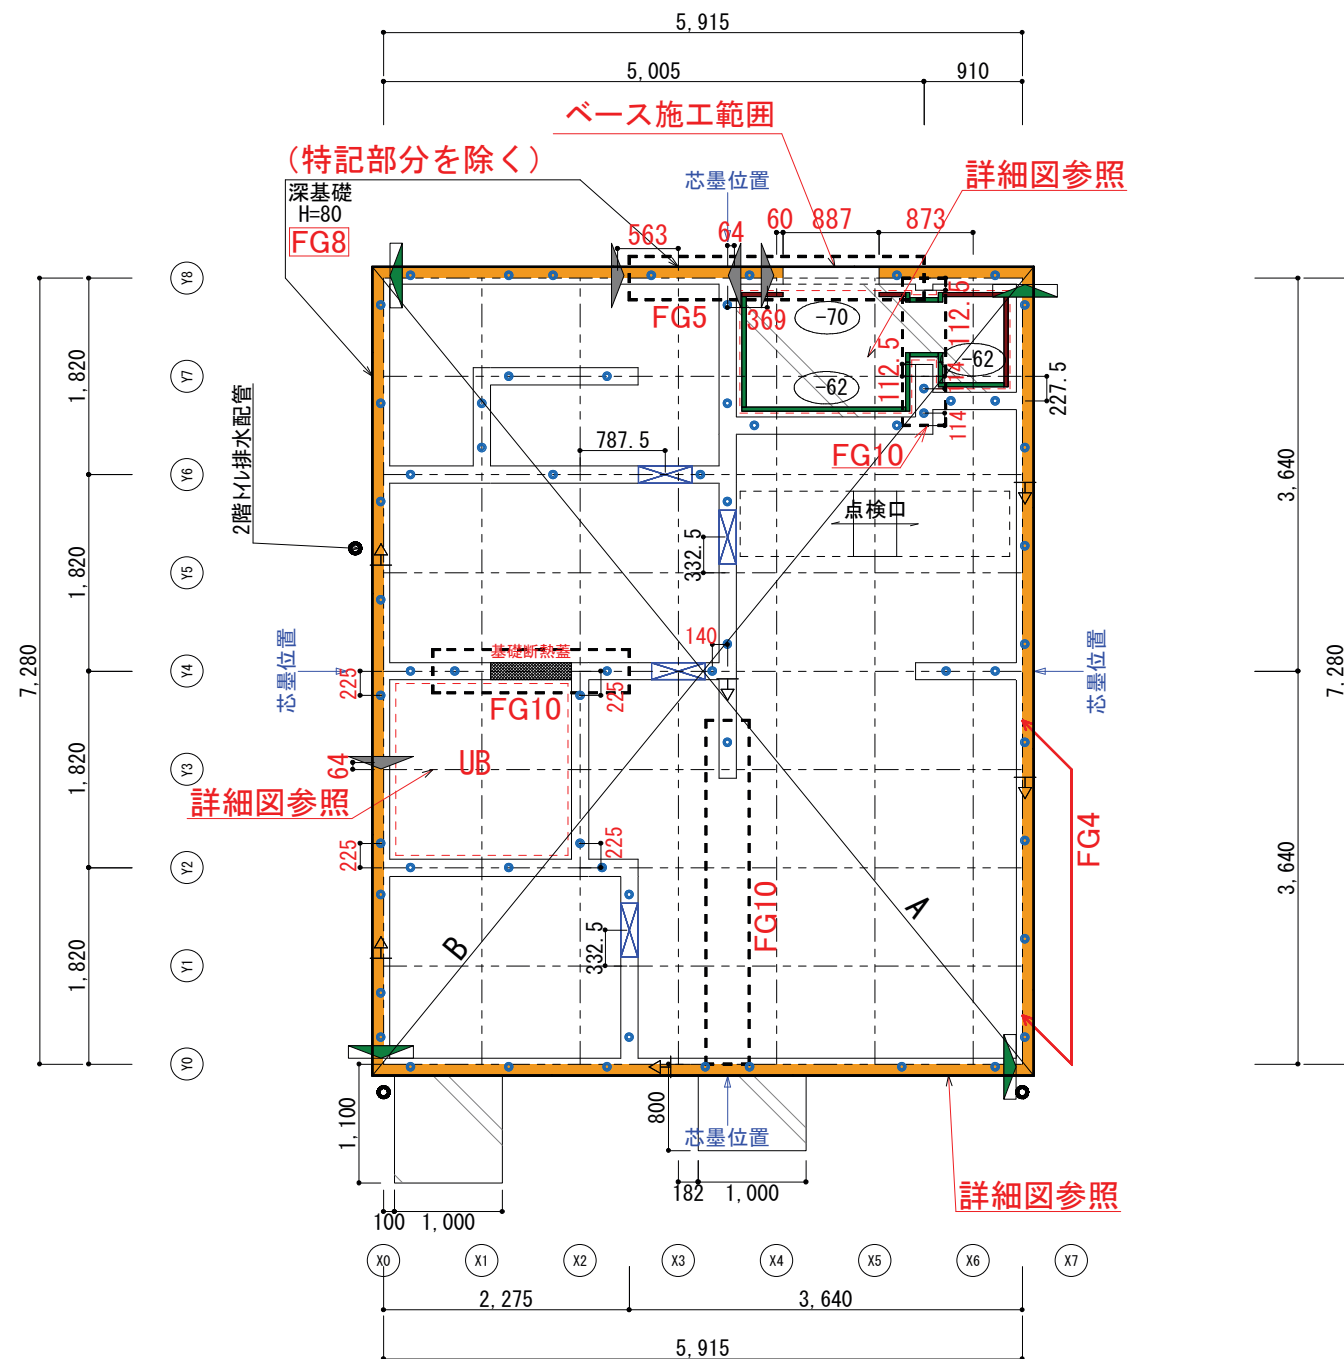 5,915
5,005
910
ベース施工範囲
(特記部分を除く)
深基礎
H=80
FG8
芯墨位置
詳細図参照
563
64
60
887
873
Y8
FG5
369
-70
112.5
112.5
-62
-62
114
114
227.5
1,820
Y7
2階トイレ排水配管
787.5
FG10
Y6
点検口
3,640
332.5
1,820
Y5
7,280
芯墨位置
140
基礎断熱蓋
芯墨位置
7,280
Y4
225
225
FG10
1,820
64
UB
Y3
詳細図参照
FG4
225
225
Y2
3,640
FG10
A
B
332.5
1,820
Y1
Y0
1,100
800
芯墨位置
182
1,000
詳細図参照
100
1,000
X0
X1
X2
X3
X4
X5
X6
X7
2,275
3,640
5,915